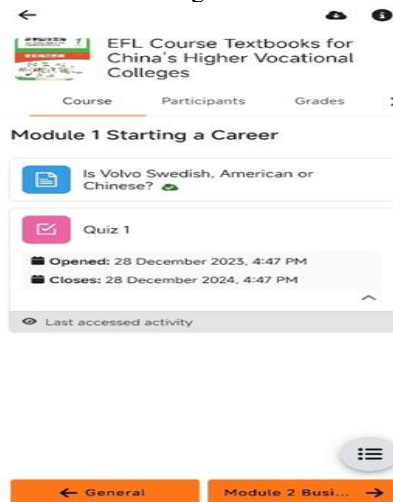 EFL Course Textbooks for
China's Higher Vocational
Colleges
Course Participants Grades
Module 1 Starting a Career
Is Volvo Swedish, American or
Chinese?
Quiz 1
Opened: 28 December 2023, 4:47 PM
Closes: 28 December 2024, 4:47 PM
Last accessed activity
General
Module 2 Busi...